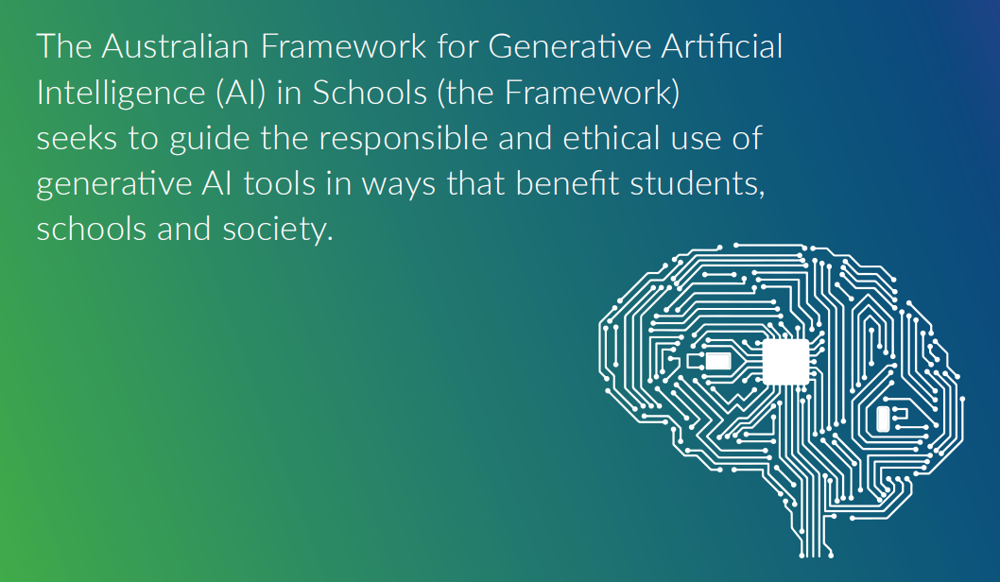 The Australian Framework for Generative Artificial
Intelligence (AI) in Schools (the Framework)
seeks to guide the responsible and ethical use of
generative AI tools in ways that benefit students,
schools and society.